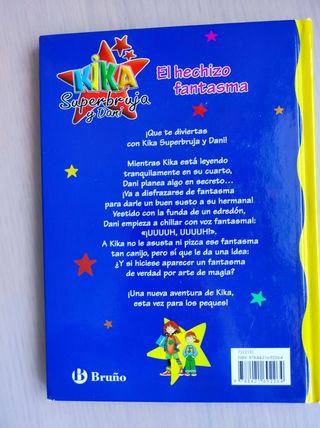 KIKA
Superbruja
y Dani
El hechizo
fantasma
¡Que te diviertas
con Kika Superbruja y Dani!
Mientras Kika está leyendo
tranquilamente en su cuarto,
Dani planea algo en secreto...
¡Va a disfrazarse de fantasma
para darle un buen susto a su hermana!
Vestido con la funda de un edredón,
Dani empieza a chillar con voz fantasmal:
«¡UUUUH, UUUUH!».
A Kika no le asusta ni pizca ese fantasma
tan canijo, pero sí que le da una idea:
¿Y si hiciese aparecer un fantasma
de verdad por arte de magia?
¡Una nueva aventura de Kika,
esta vez para los peques!
Bruño